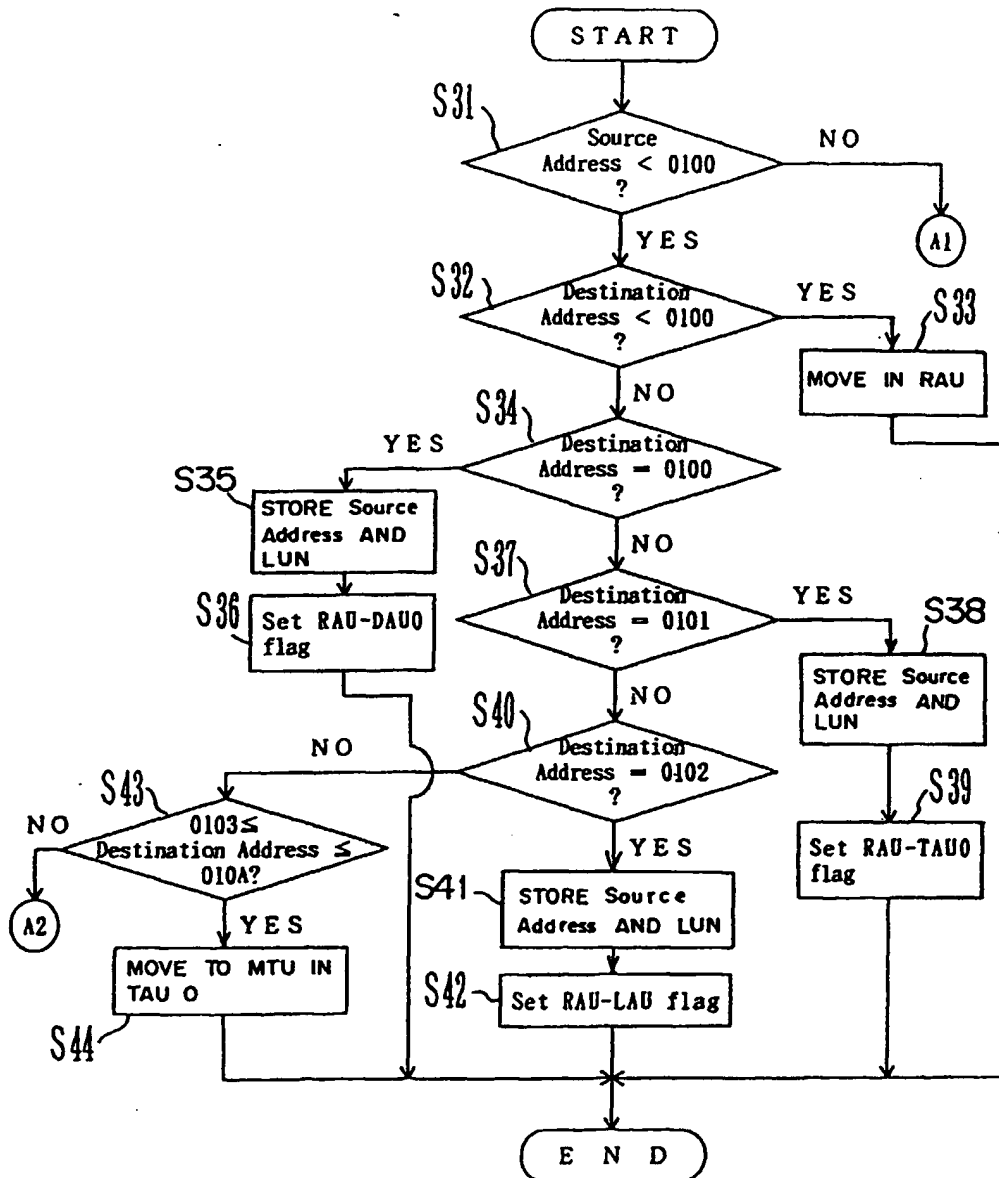 START
S31
Source
Address < 0100
?
NO
A1
YES
S32
Destination
Address < 0100
?
YES
S33
MOVE IN RAU
NO
S34
Destination
Address = 0100
?
YES
S35
STORE Source
Address AND
LUN
S36
Set RAU-DAU0
flag
NO
S37
Destination
Address = 0101
?
YES
S38
STORE Source
Address AND
LUN
S39
Set RAU-TAU0
flag
NO
S40
Destination
Address = 0102
?
NO
S43
0103≤
Destination Address ≤
010A?
NO
A2
YES
MOVE TO MTU IN
TAU 0
S44
YES
S41
STORE Source
Address AND LUN
S42
Set RAU-LAU flag
END